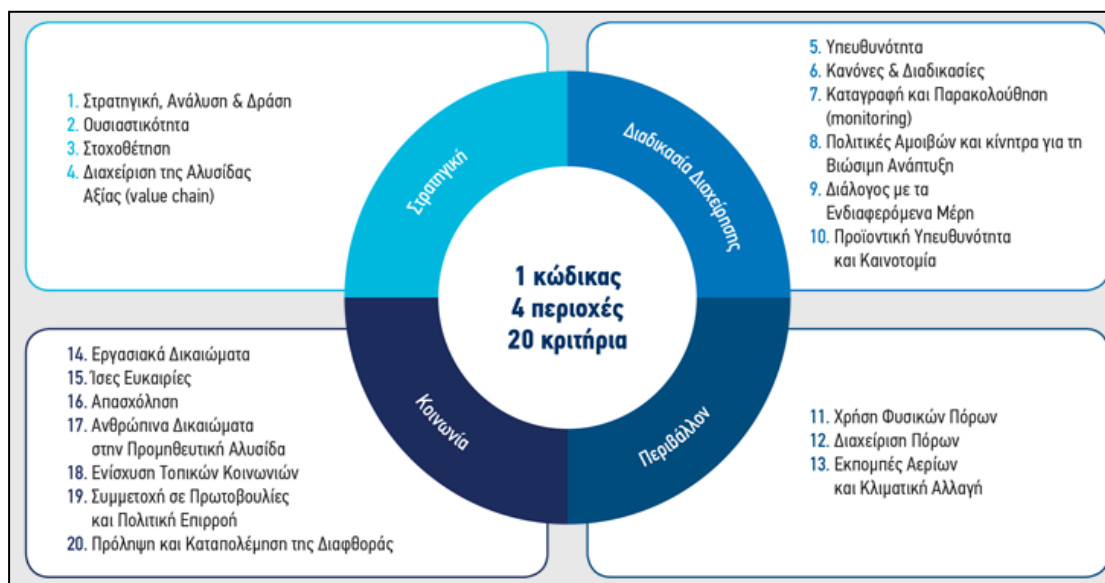 1. Στρατηγική, Ανάλυση & Δράση
2. Ουσιαστικότητα
3. Στοχοθέτηση
4. Διαχείριση της Αλυσίδας
Αξίας (value chain)
5. Υπευθυνότητα
6. Κανόνες & Διαδικασίες
7. Καταγραφή και Παρακολούθηση
(monitoring)
8. Πολιτικές Αμοιβών και κίνητρα για τη
Βιώσιμη Ανάπτυξη
9. Διάλογος με τα
Ενδιαφερόμενα Μέρη
10. Προϊοντική Υπευθυνότητα
και Καινοτομία
Στρατηγική
Διαδικασία Διαχείρησης
1 κώδικας
4 περιοχές
20 κριτήρια
Κοινωνία
Περιβάλλον
14. Εργασιακά Δικαιώματα
15. Ίσες Ευκαιρίες
16. Απασχόληση
17. Ανθρώπινα Δικαιώματα
στην Προμηθευτική Αλυσίδα
18. Ενίσχυση Τοπικών Κοινωνιών
19. Συμμετοχή σε Πρωτοβουλίες
και Πολιτική Επιρροή
20. Πρόληψη και Καταπολέμηση της Διαφθοράς
11. Χρήση Φυσικών Πόρων
12. Διαχείριση Πόρων
13. Εκπομπές Αερίων
και Κλιματική Αλλαγή